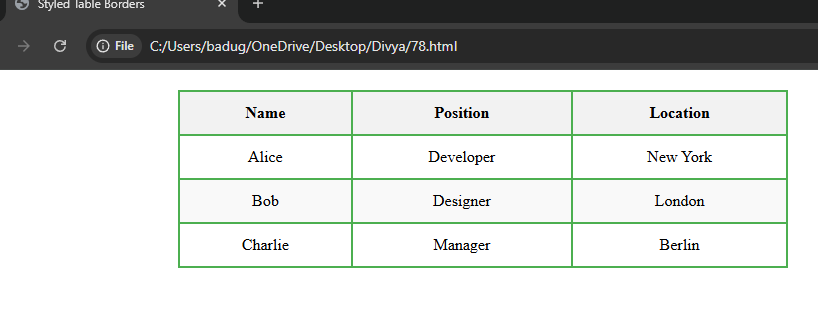 Styled Table Borders
File C:/Users/badug/OneDrive/Desktop/Divya/78.html
Name Position Location
Alice Developer New York
Bob Designer London
Charlie Manager Berlin